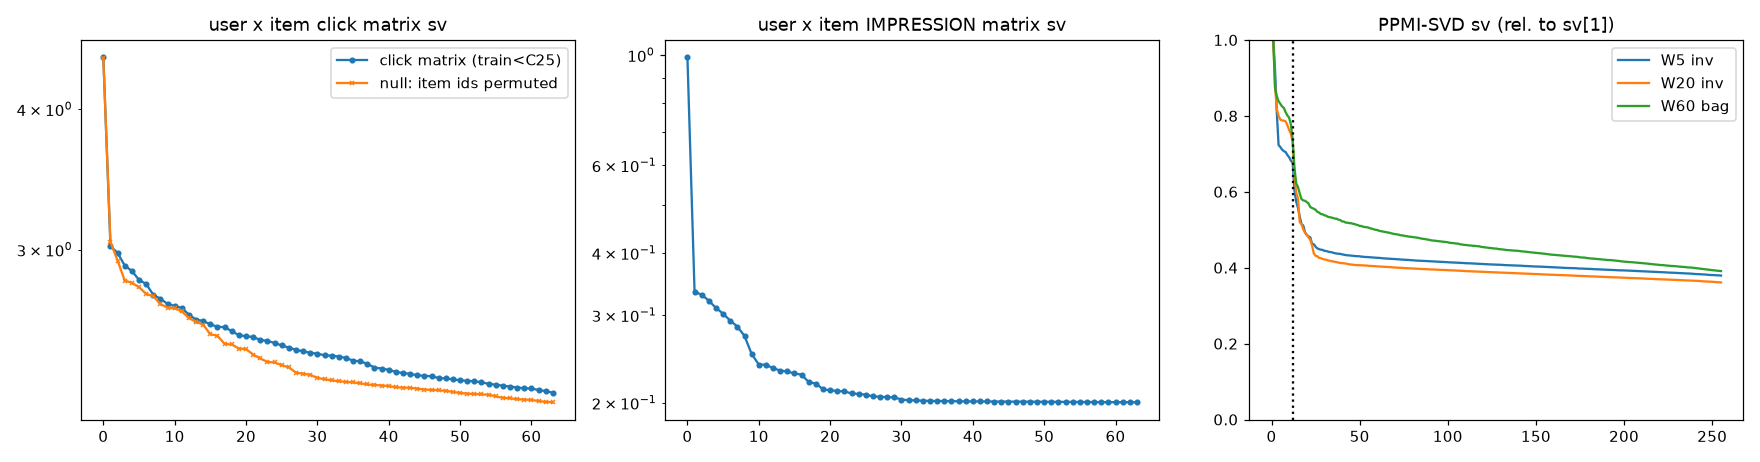 user x item click matrix sv
click matrix (train<C25)
null: item ids permuted
4 × 10⁰
3 × 10⁰
0 10 20 30 40 50 60
user x item IMPRESSION matrix sv
10⁰
6 × 10⁻¹
4 × 10⁻¹
3 × 10⁻¹
2 × 10⁻¹
0 10 20 30 40 50 60
PPMI-SVD sv (rel. to sv[1])
W5 inv
W20 inv
W60 bag
1.0
0.8
0.6
0.4
0.2
0.0
0 50 100 150 200 250